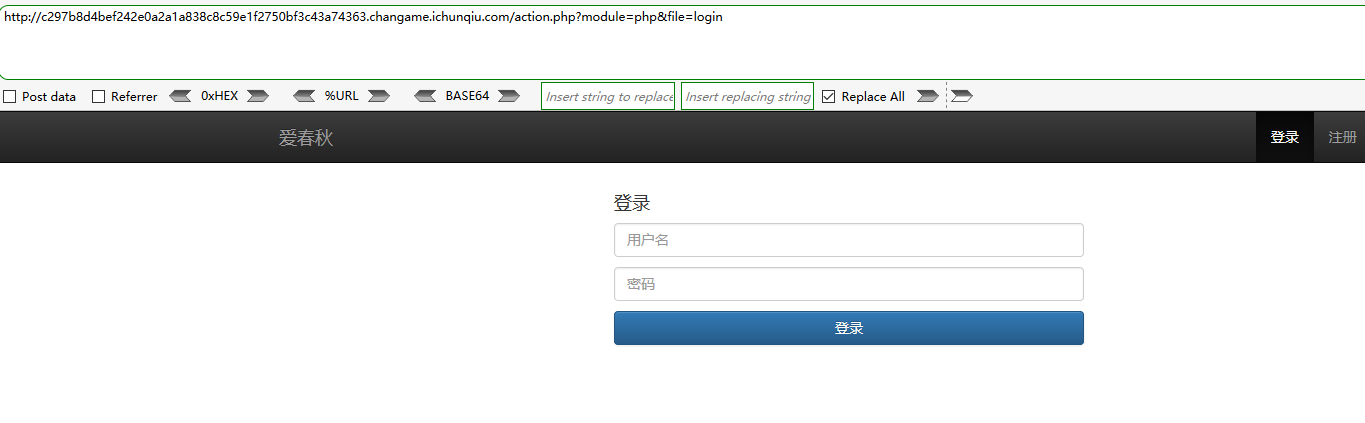 http://c297b8d4bef242e0a2a1a838c8c59e1f2750bf3c43a74363.changame.ichunqiu.com/action.php?module=php&file=login
Post data Referrer 0xHEX %URL BASE64 Insert string to replace Insert replacing string Replace All
爱春秋 登录 注册
登录
用户名
密码
登录